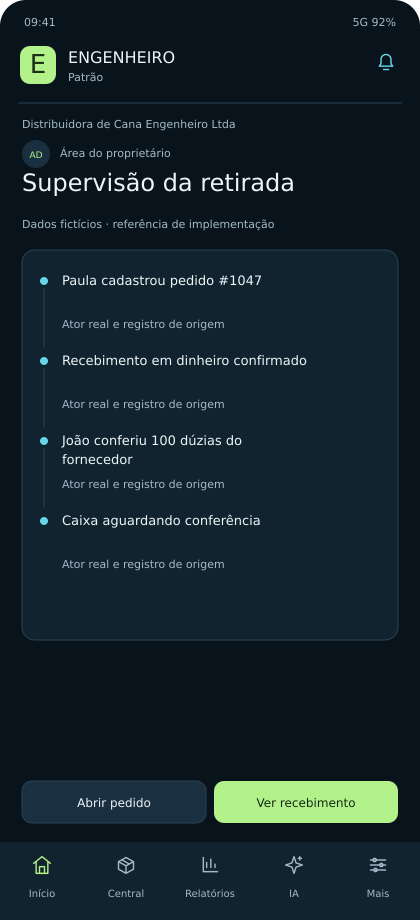 09:41 5G 92%
E ENGENHEIRO
Patrão
Distribuidora de Cana Engenheiro Ltda
AD Área do proprietário
Supervisão da retirada
Dados fictícios · referência de implementação
Paula cadastrou pedido #1047
Ator real e registro de origem
Recebimento em dinheiro confirmado
Ator real e registro de origem
João conferiu 100 dúzias do
fornecedor
Ator real e registro de origem
Caixa aguardando conferência
Ator real e registro de origem
Abrir pedido Ver recebimento
Início Central Relatórios IA Mais